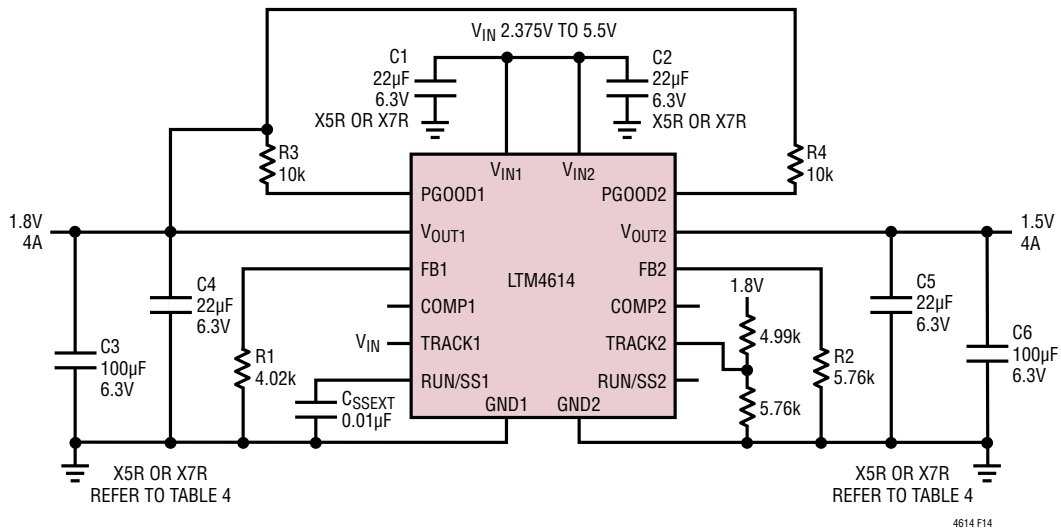 V_IN 2.375V TO 5.5V
C1
22µF
6.3V
X5R OR X7R
C2
22µF
6.3V
X5R OR X7R
R3
10k
R4
10k
V_IN1
V_IN2
PGOOD1
PGOOD2
1.8V
4A
V_OUT1
V_OUT2
1.5V
4A
FB1
LTM4614
FB2
C4
22µF
6.3V
COMP1
COMP2
1.8V
C5
22µF
6.3V
V_IN
TRACK1
TRACK2
4.99k
C3
100µF
6.3V
R1
4.02k
R2
5.76k
C6
100µF
6.3V
RUN/SS1
RUN/SS2
C_SSEXT
0.01µF
GND1
GND2
5.76k
X5R OR X7R
REFER TO TABLE 4
X5R OR X7R
REFER TO TABLE 4
4614 F14